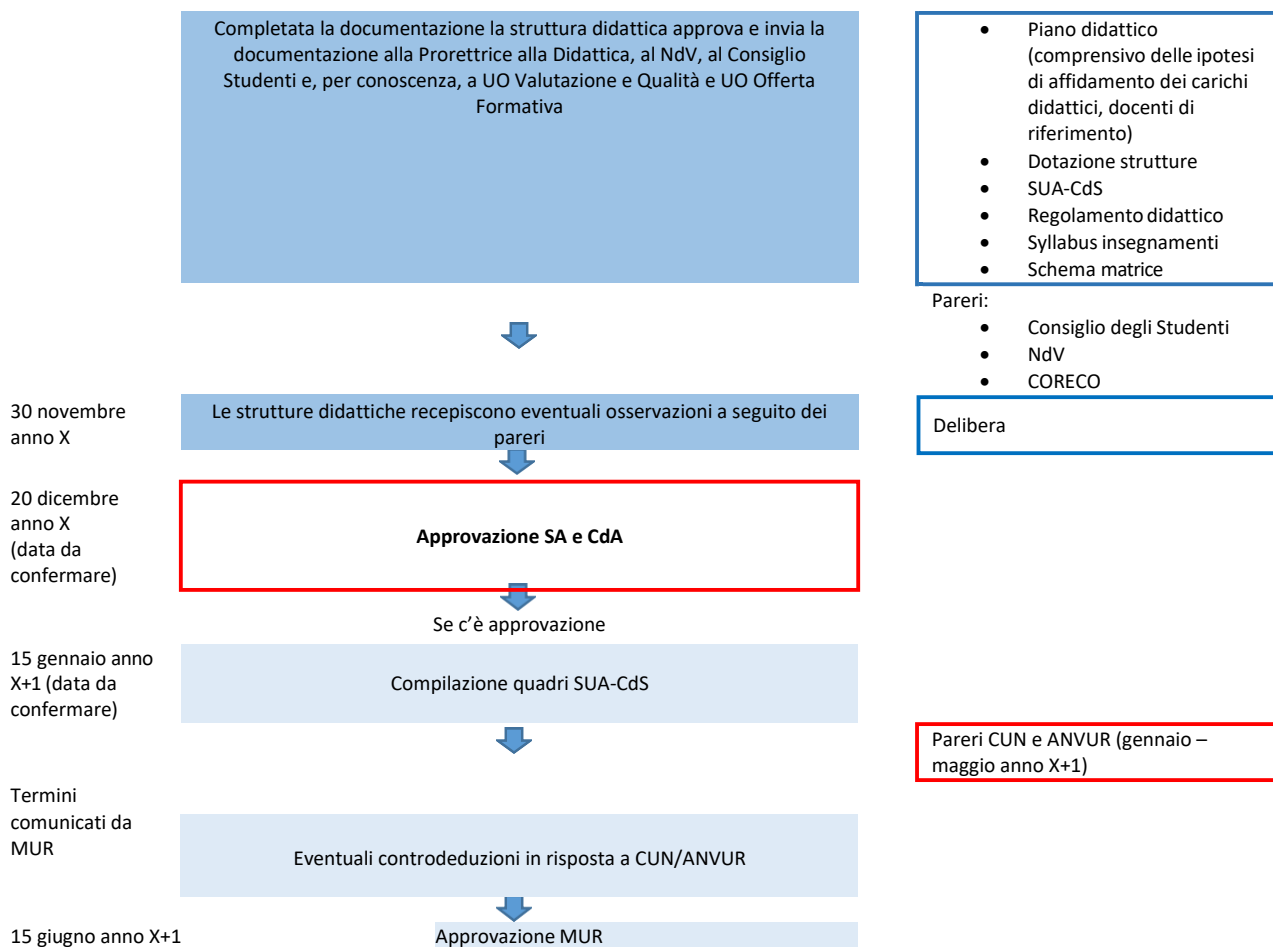 Completata la documentazione la struttura didattica approva e invia la
documentazione alla Prorettrice alla Didattica, al NdV, al Consiglio
Studenti e, per conoscenza, a UO Valutazione e Qualità e UO Offerta
Formativa
• Piano didattico
(comprensivo delle ipotesi
di affidamento dei carichi
didattici, docenti di
riferimento)
• Dotazione strutture
• SUA-CdS
• Regolamento didattico
• Syllabus insegnamenti
• Schema matrice
Pareri:
• Consiglio degli Studenti
• NdV
• CORECO
30 novembre
anno X
Le strutture didattiche recepiscono eventuali osservazioni a seguito dei
pareri
Delibera
20 dicembre
anno X
(data da
confermare)
Approvazione SA e CdA
Se c’è approvazione
15 gennaio anno
X+1 (data da
confermare)
Compilazione quadri SUA-CdS
Pareri CUN e ANVUR (gennaio –
maggio anno X+1)
Termini
comunicati da
MUR
Eventuali controdeduzioni in risposta a CUN/ANVUR
15 giugno anno X+1
Approvazione MUR